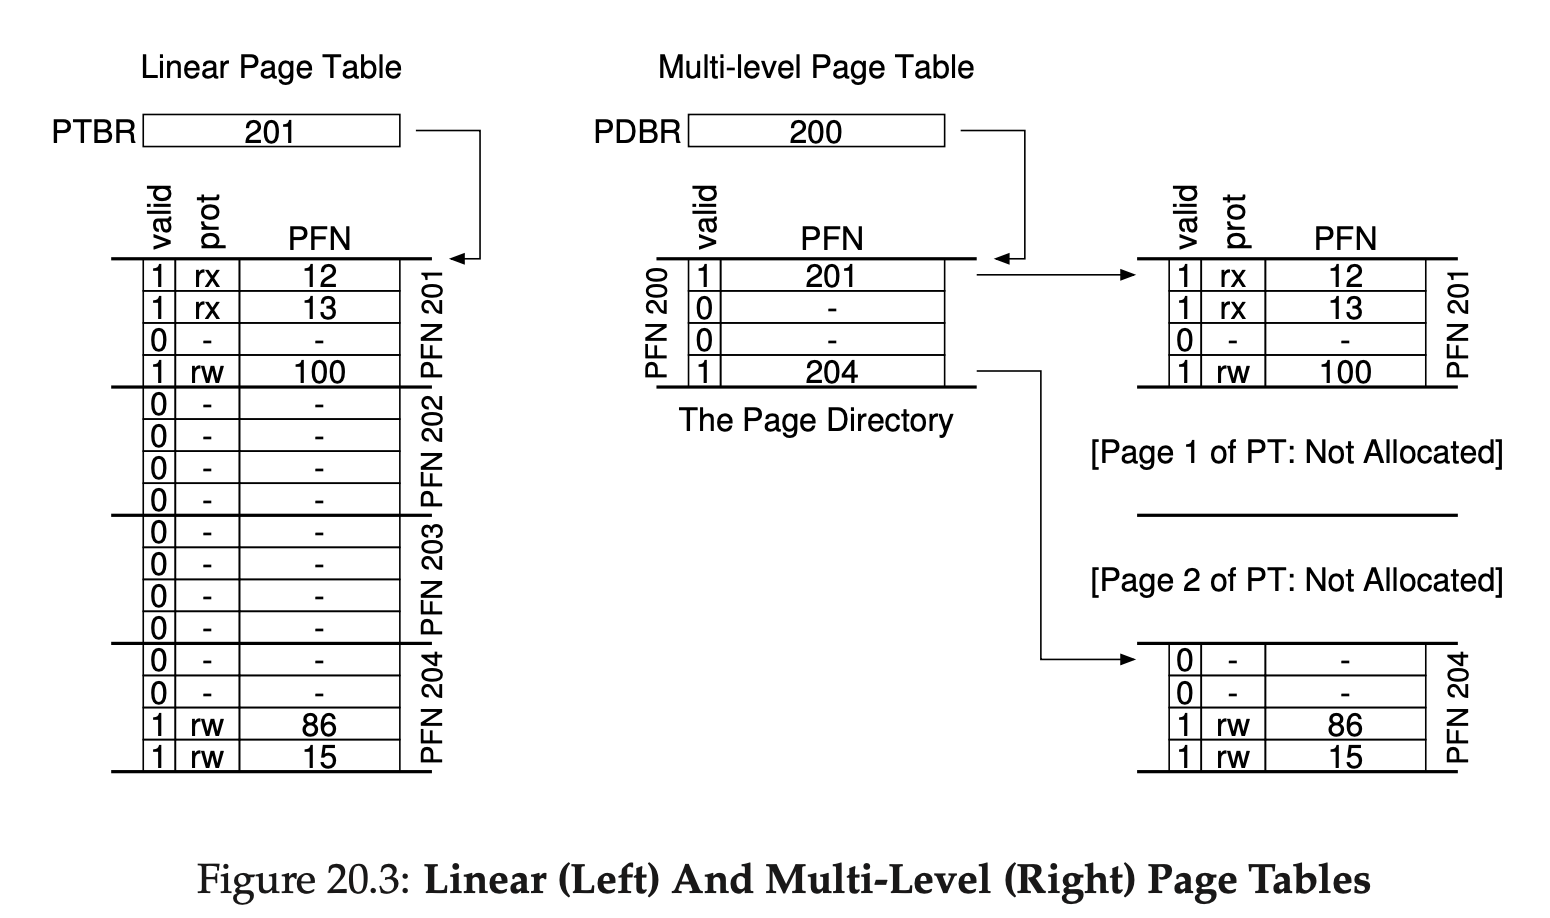 Linear Page Table
PTBR 201
valid prot PFN
1 rx 12
1 rx 13
0 - -
1 rw 100
PFN 201
0 - -
0 - -
0 - -
0 - -
PFN 202
0 - -
0 - -
0 - -
0 - -
PFN 203
0 - -
0 - -
1 rw 86
1 rw 15
PFN 204
Multi-level Page Table
PDBR 200
valid PFN
PFN 200
1 201
0 -
0 -
1 204
The Page Directory
valid prot PFN
1 rx 12
1 rx 13
0 - -
1 rw 100
PFN 201
[Page 1 of PT: Not Allocated]
[Page 2 of PT: Not Allocated]
0 - -
0 - -
1 rw 86
1 rw 15
PFN 204
Figure 20.3: Linear (Left) And Multi-Level (Right) Page Tables